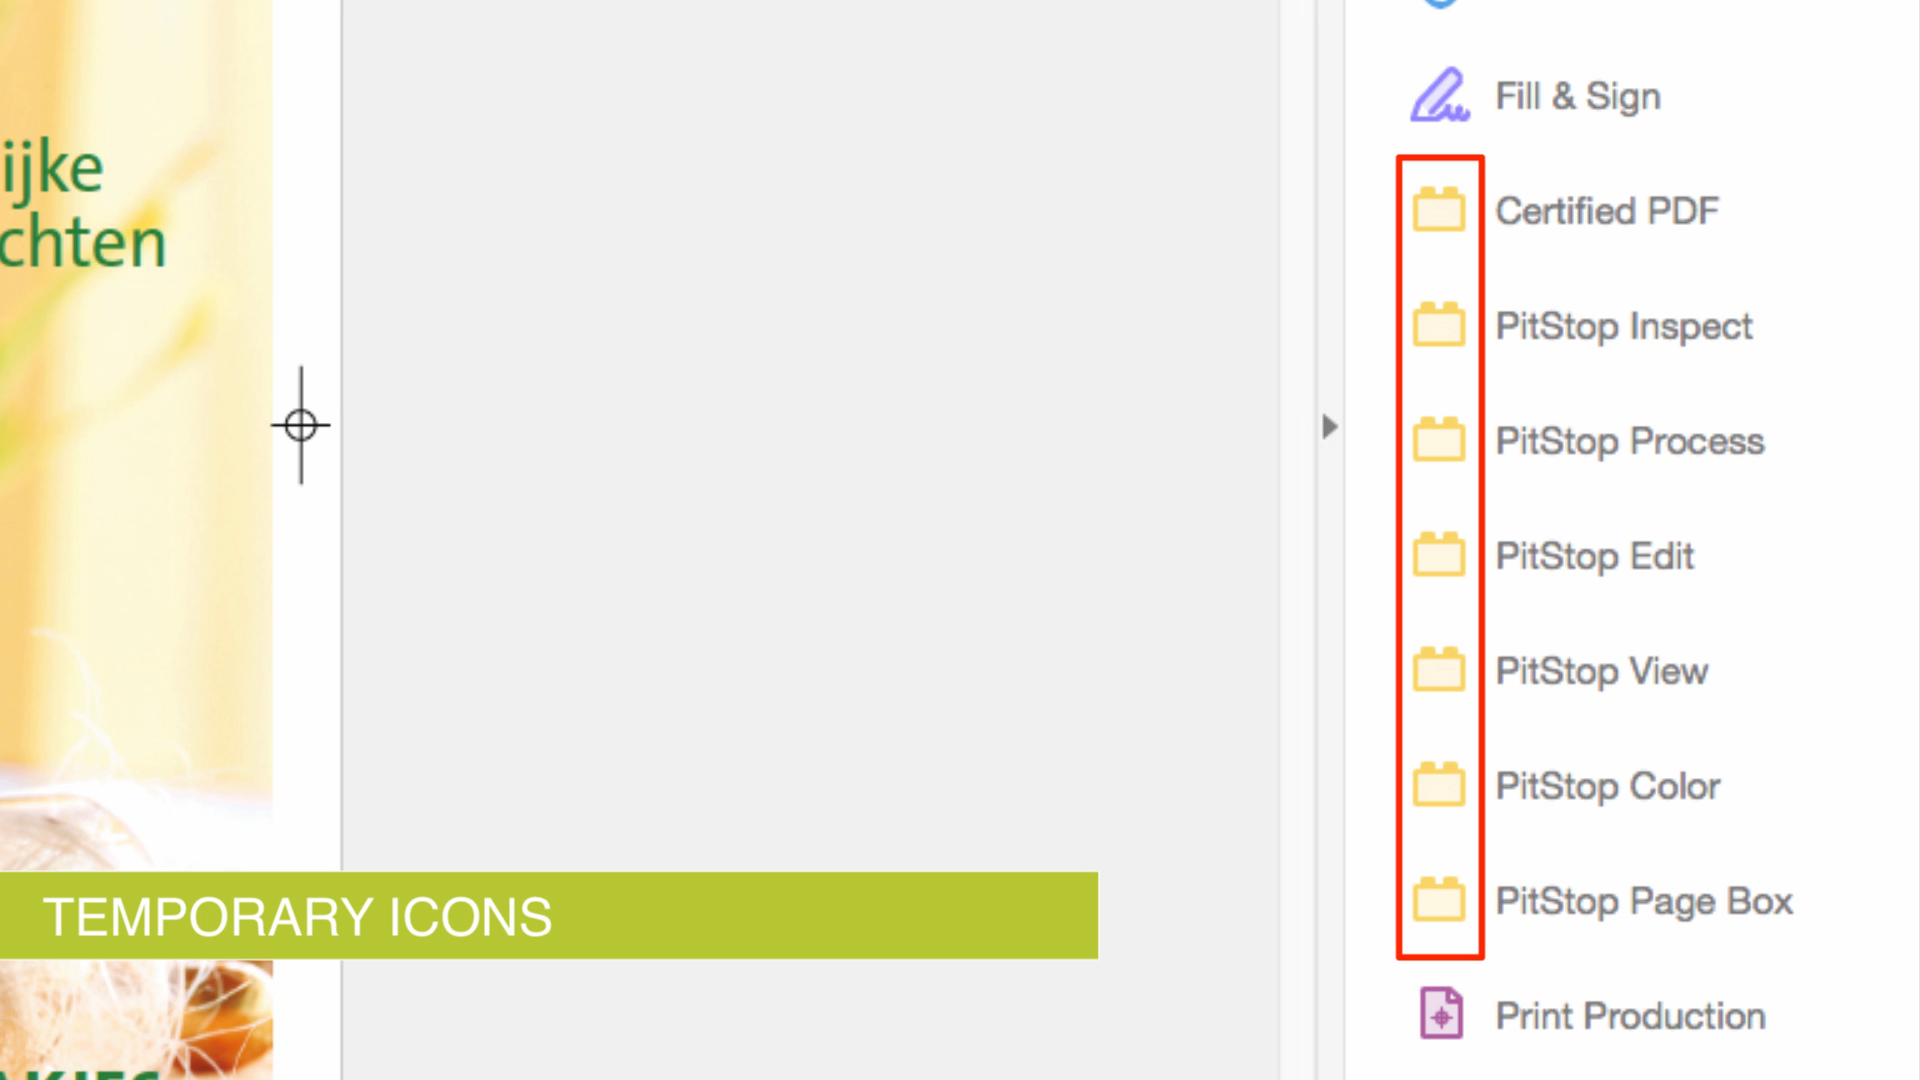 ijke
chten
TEMPORARY ICONS
Fill & Sign
Certified PDF
PitStop Inspect
PitStop Process
PitStop Edit
PitStop View
PitStop Color
PitStop Page Box
Print Production